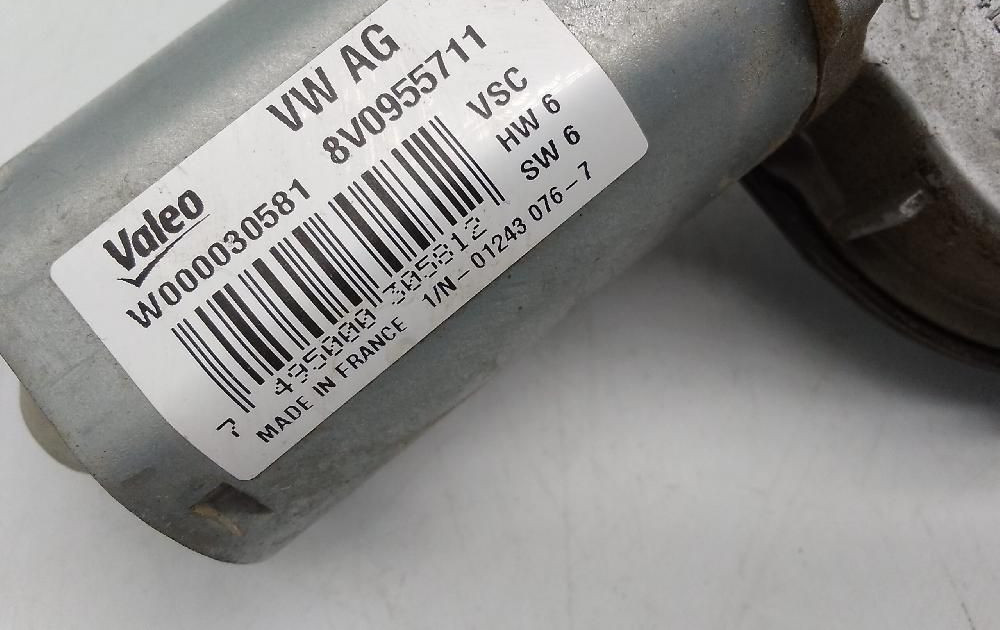 VW AG
8V0955711
Valeo
W000030581
VSC
HW 6
SW 6
7 495000 305812
MADE IN FRANCE 1/N-01243 076-7